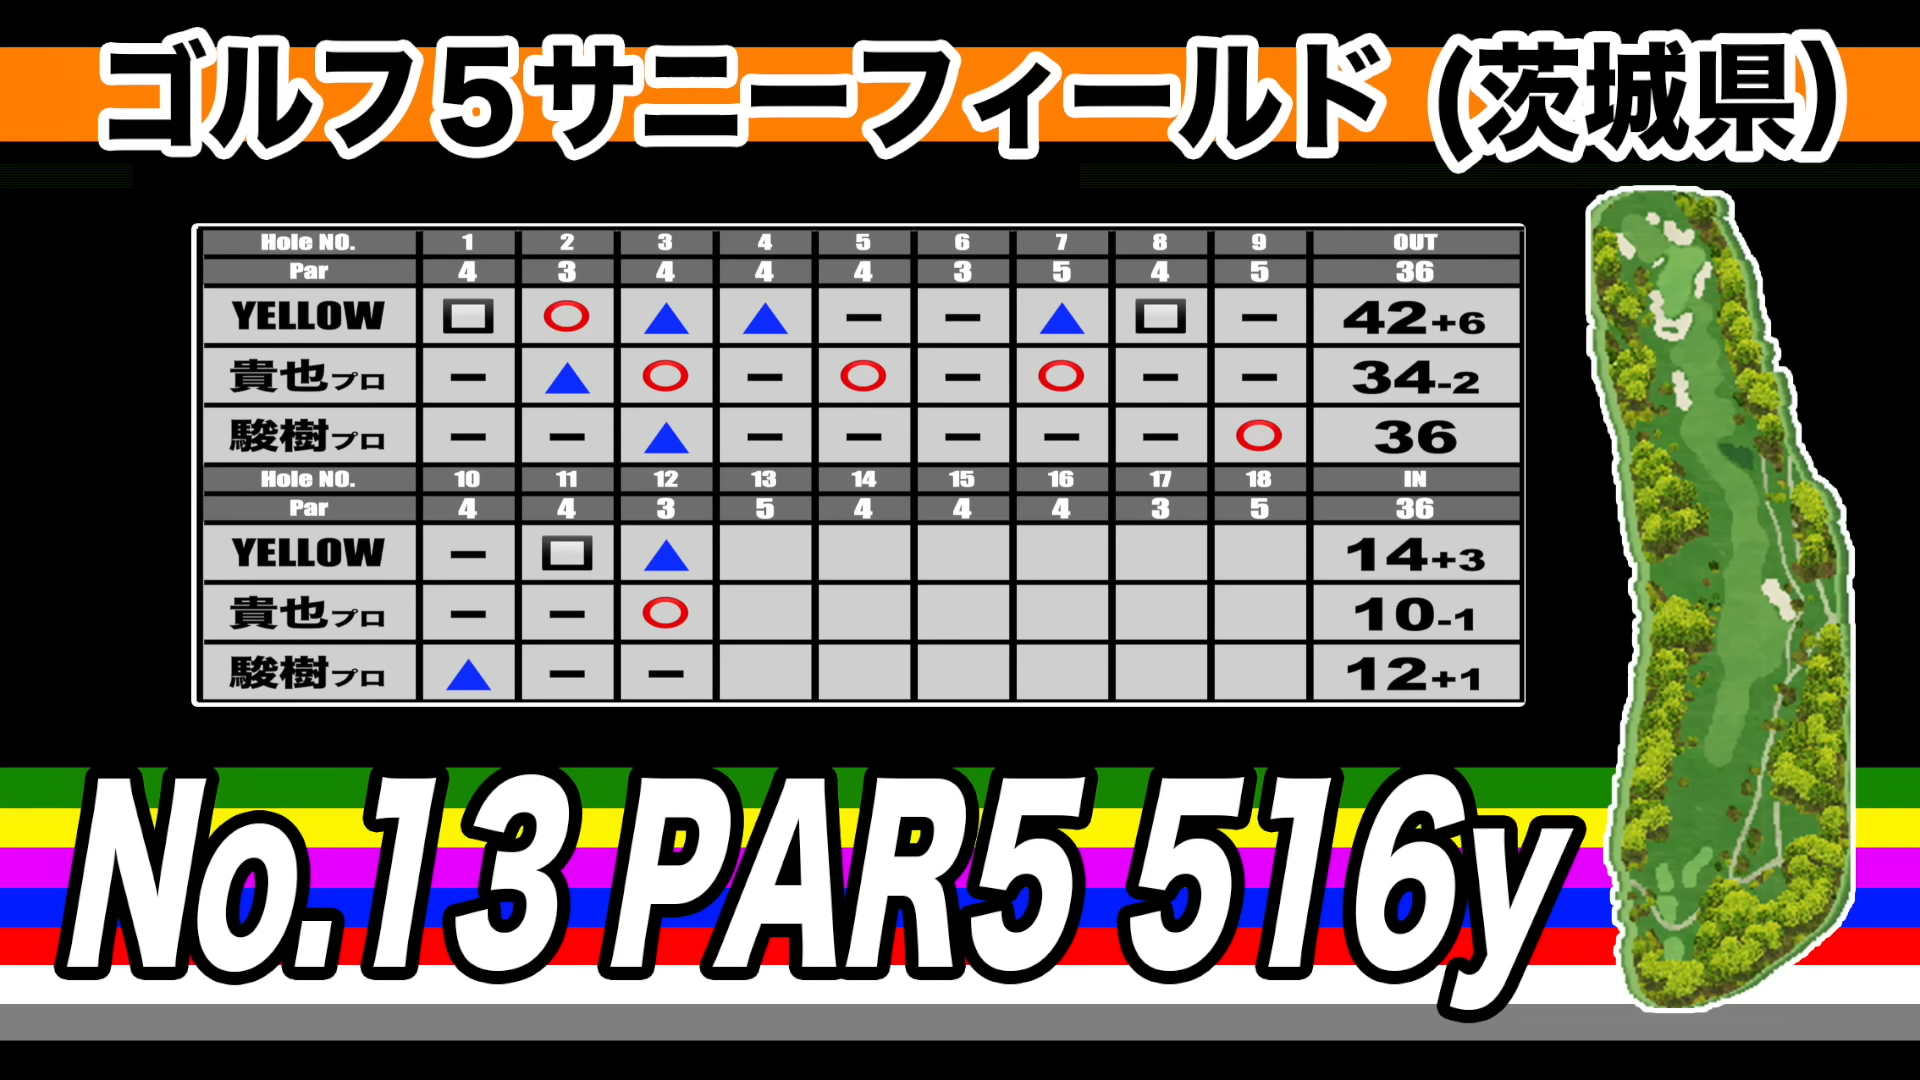 ゴルフ5サニーフィールド (茨城県)
Hole NO. 1 2 3 4 5 6 7 8 9 OUT
Par 4 3 4 4 4 3 5 4 5 36
YELLOW □ ○ ▲ ▲ － － ▲ □ － 42+6
貴也プロ － ▲ ○ － ○ － ○ － － 34-2
駿樹プロ － － ▲ － － － － － ○ 36
Hole NO. 10 11 12 13 14 15 16 17 18 IN
Par 4 4 3 5 4 4 4 3 5 36
YELLOW － □ ▲ 14+3
貴也プロ － － ○ 10-1
駿樹プロ ▲ － － 12+1
No.13 PAR5 516y